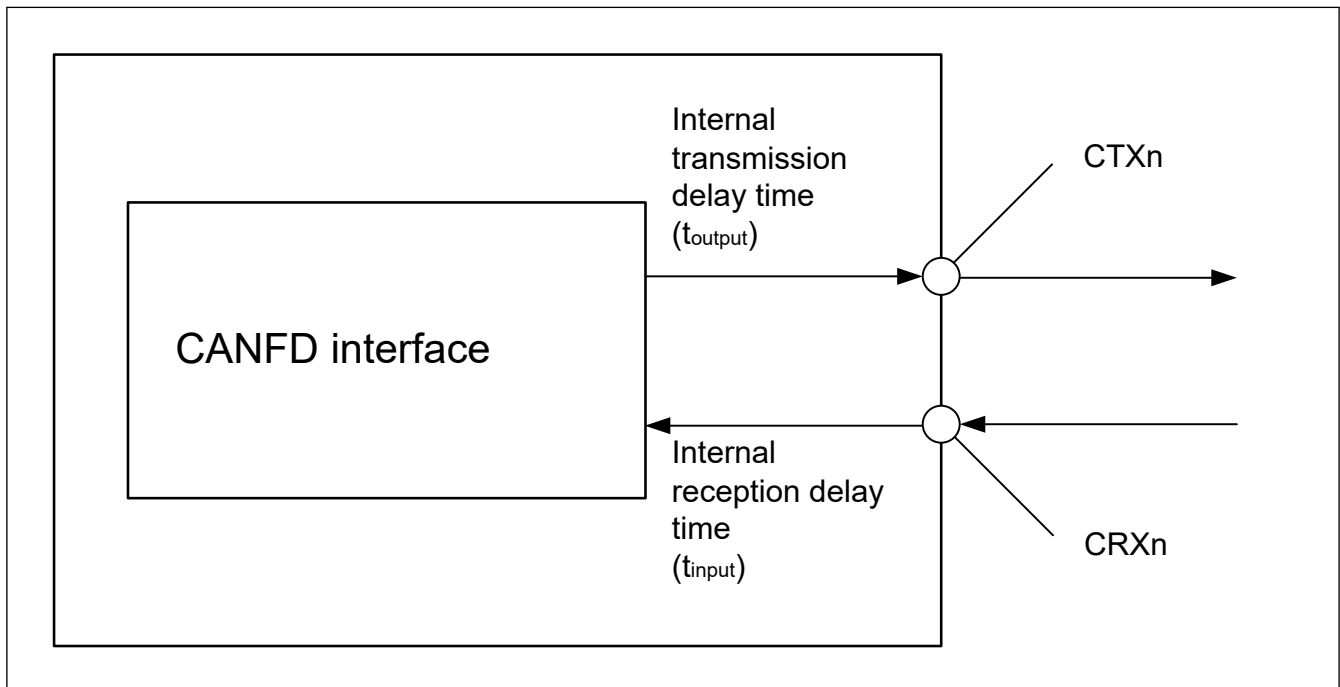 Internal
transmission
delay time
(toutput)
CTXn
CANFD interface
Internal
reception delay
time
(tinput)
CRXn